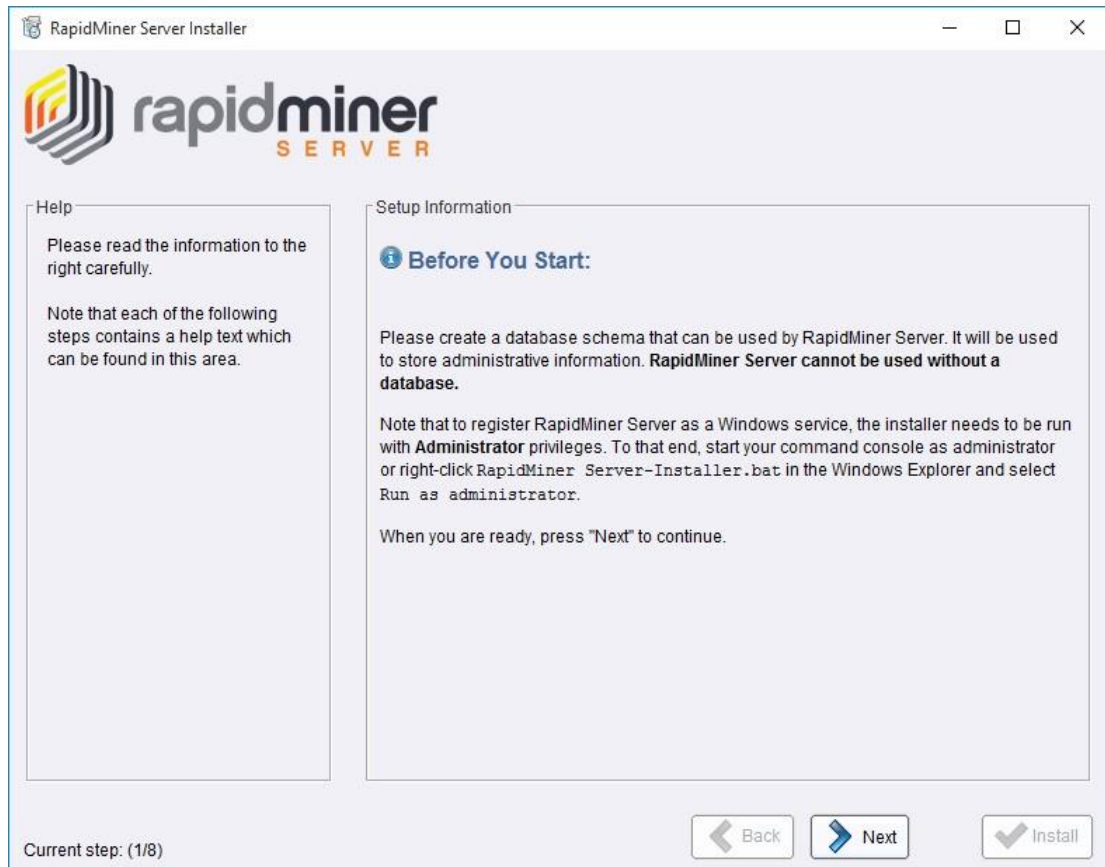 RapidMiner Server Installer
rapidminer
SERVER
Help
Please read the information to the
right carefully.
Note that each of the following
steps contains a help text which
can be found in this area.
Setup Information
Before You Start:
Please create a database schema that can be used by RapidMiner Server. It will be used
to store administrative information. RapidMiner Server cannot be used without a
database.
Note that to register RapidMiner Server as a Windows service, the installer needs to be run
with Administrator privileges. To that end, start your command console as administrator
or right-click RapidMiner Server-Installer.bat in the Windows Explorer and select
Run as administrator.
When you are ready, press "Next" to continue.
Current step: (1/8)
Back
Next
Install